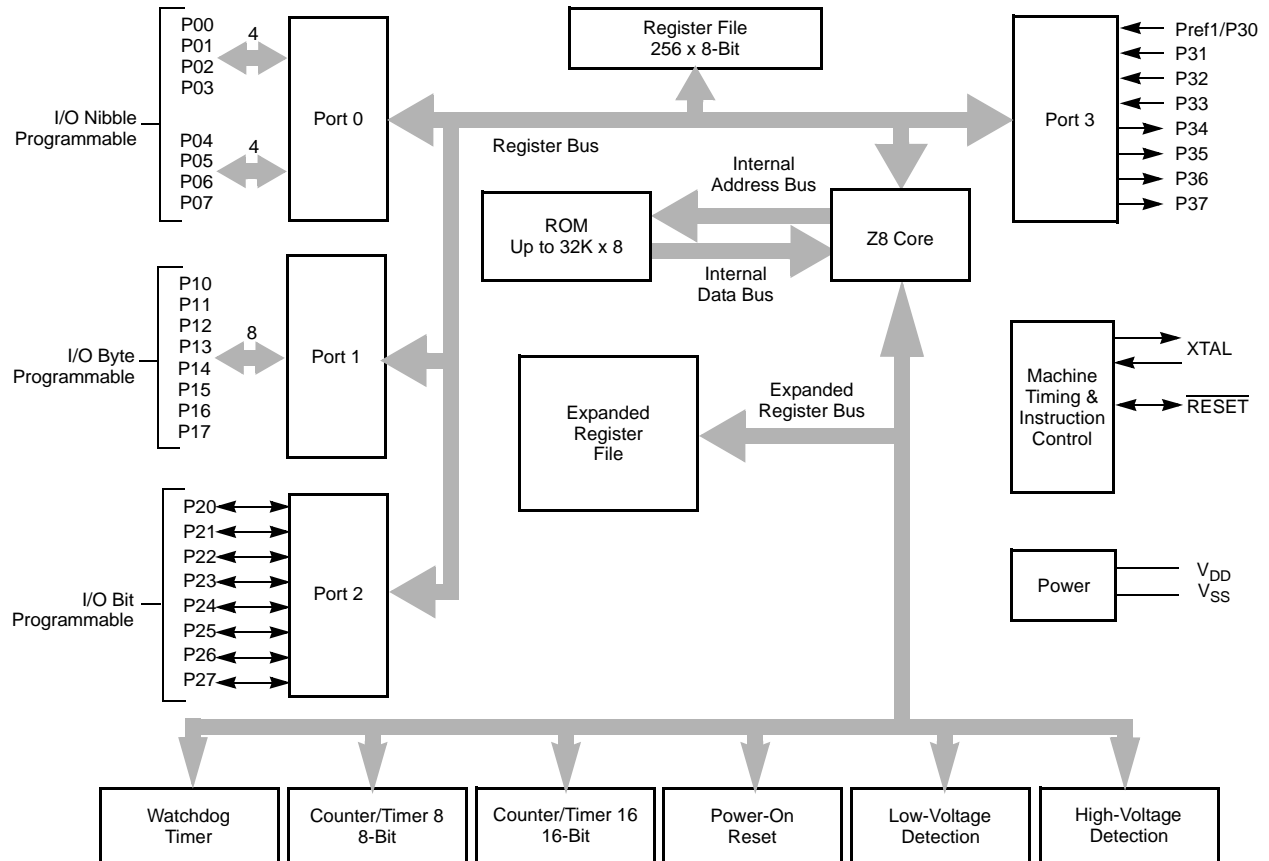 I/O Nibble
Programmable
P00
P01
P02
P03
4
P04
P05
P06
P07
4
Port 0
Register File
256 x 8-Bit
Register Bus
Port 3
Pref1/P30
P31
P32
P33
P34
P35
P36
P37
Internal
Address Bus
ROM
Up to 32K x 8
Z8 Core
Internal
Data Bus
I/O Byte
Programmable
P10
P11
P12
P13
P14
P15
P16
P17
8
Port 1
Expanded
Register
File
Expanded
Register Bus
Machine
Timing &
Instruction
Control
XTAL
RESET
I/O Bit
Programmable
P20
P21
P22
P23
P24
P25
P26
P27
Port 2
Power
VDD
VSS
Watchdog
Timer
Counter/Timer 8
8-Bit
Counter/Timer 16
16-Bit
Power-On
Reset
Low-Voltage
Detection
High-Voltage
Detection